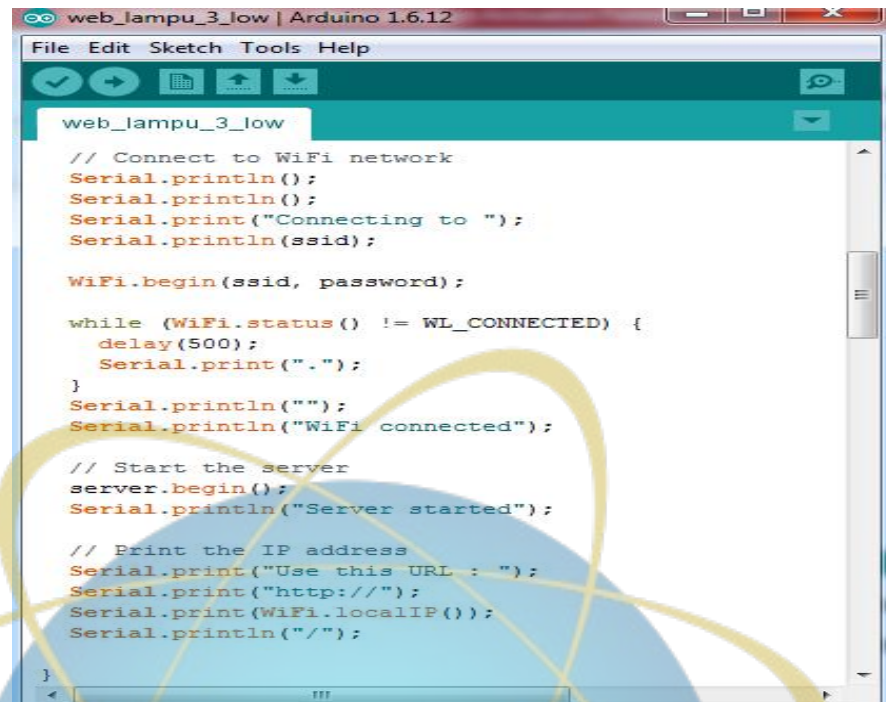 web_lampu_3_low | Arduino 1.6.12
File Edit Sketch Tools Help
web_lampu_3_low
// Connect to WiFi network
Serial.println();
Serial.println();
Serial.print("Connecting to ");
Serial.println(ssid);
WiFi.begin(ssid, password);
while (WiFi.status() != WL_CONNECTED) {
delay(500);
Serial.print(".");
}
Serial.println("");
Serial.println("WiFi connected");
// Start the server
server.begin();
Serial.println("Server started");
// Print the IP address
Serial.print("Use this URL : ");
Serial.print("http://");
Serial.print(WiFi.localIP());
Serial.println("/");
}